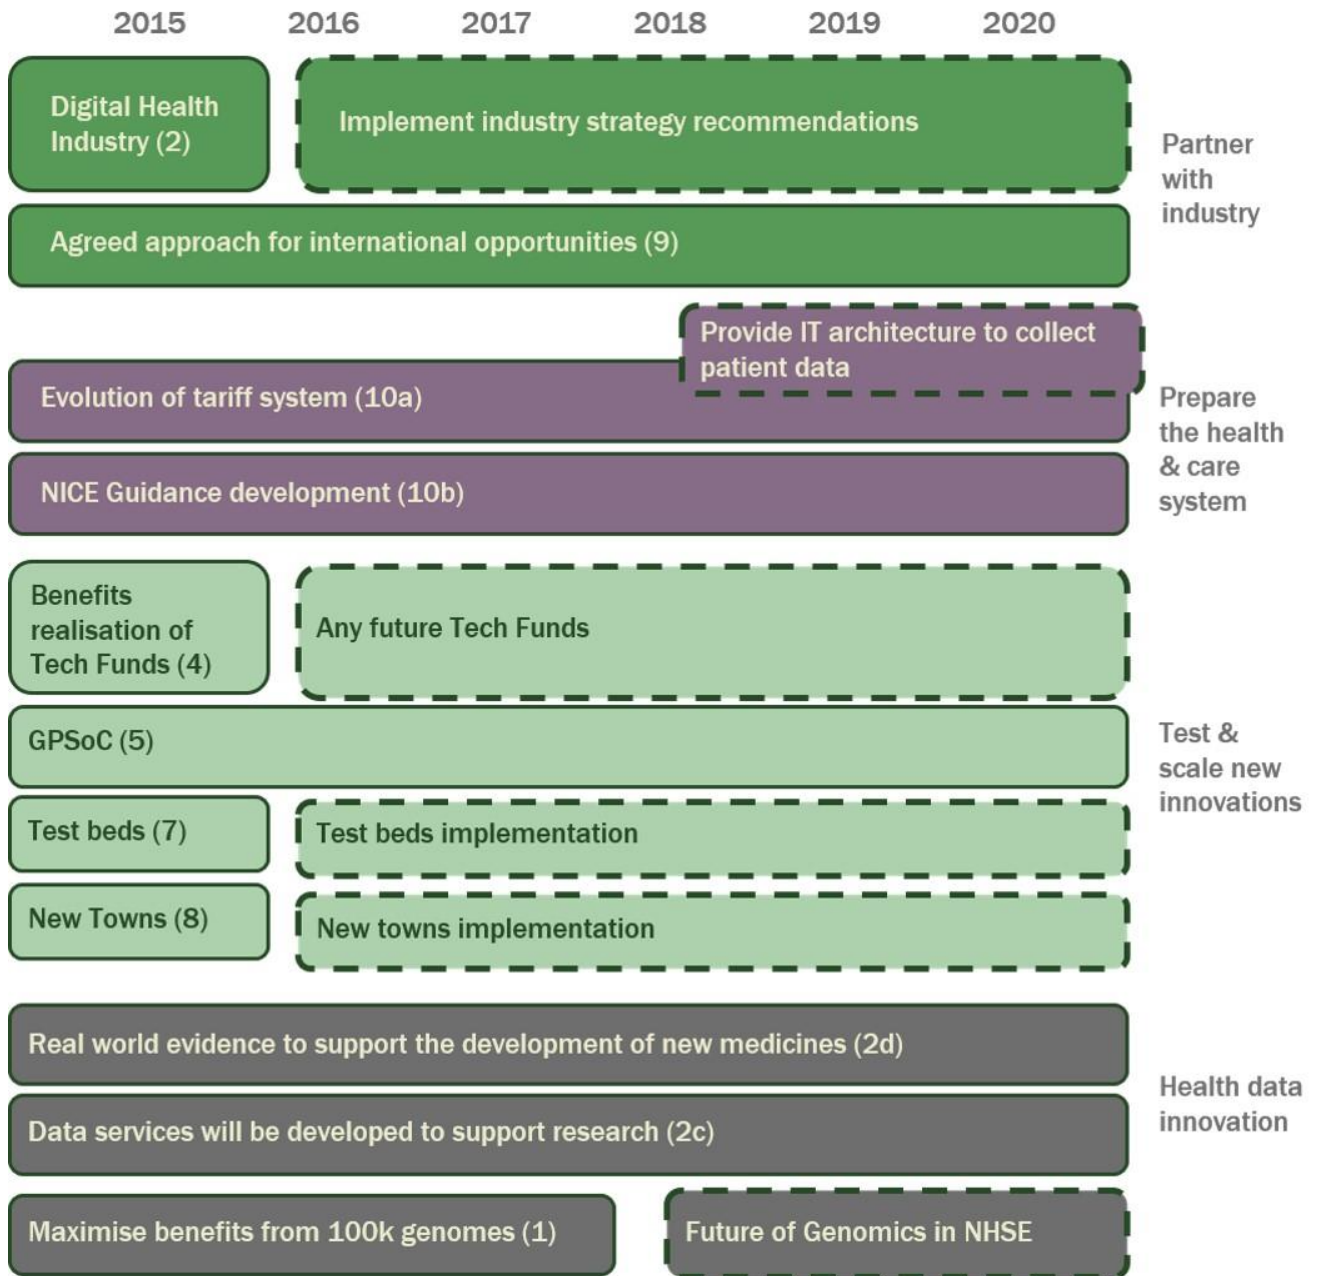 2015 2016 2017 2018 2019 2020
Digital Health
Industry (2)
Implement industry strategy recommendations
Partner
with
industry
Agreed approach for international opportunities (9)
Provide IT architecture to collect
patient data
Evolution of tariff system (10a)
Prepare
the health
& care
system
NICE Guidance development (10b)
Benefits
realisation of
Tech Funds (4)
Any future Tech Funds
GPSoC (5)
Test &
scale new
innovations
Test beds (7)
Test beds implementation
New Towns (8)
New towns implementation
Real world evidence to support the development of new medicines (2d)
Health data
innovation
Data services will be developed to support research (2c)
Maximise benefits from 100k genomes (1)
Future of Genomics in NHSE